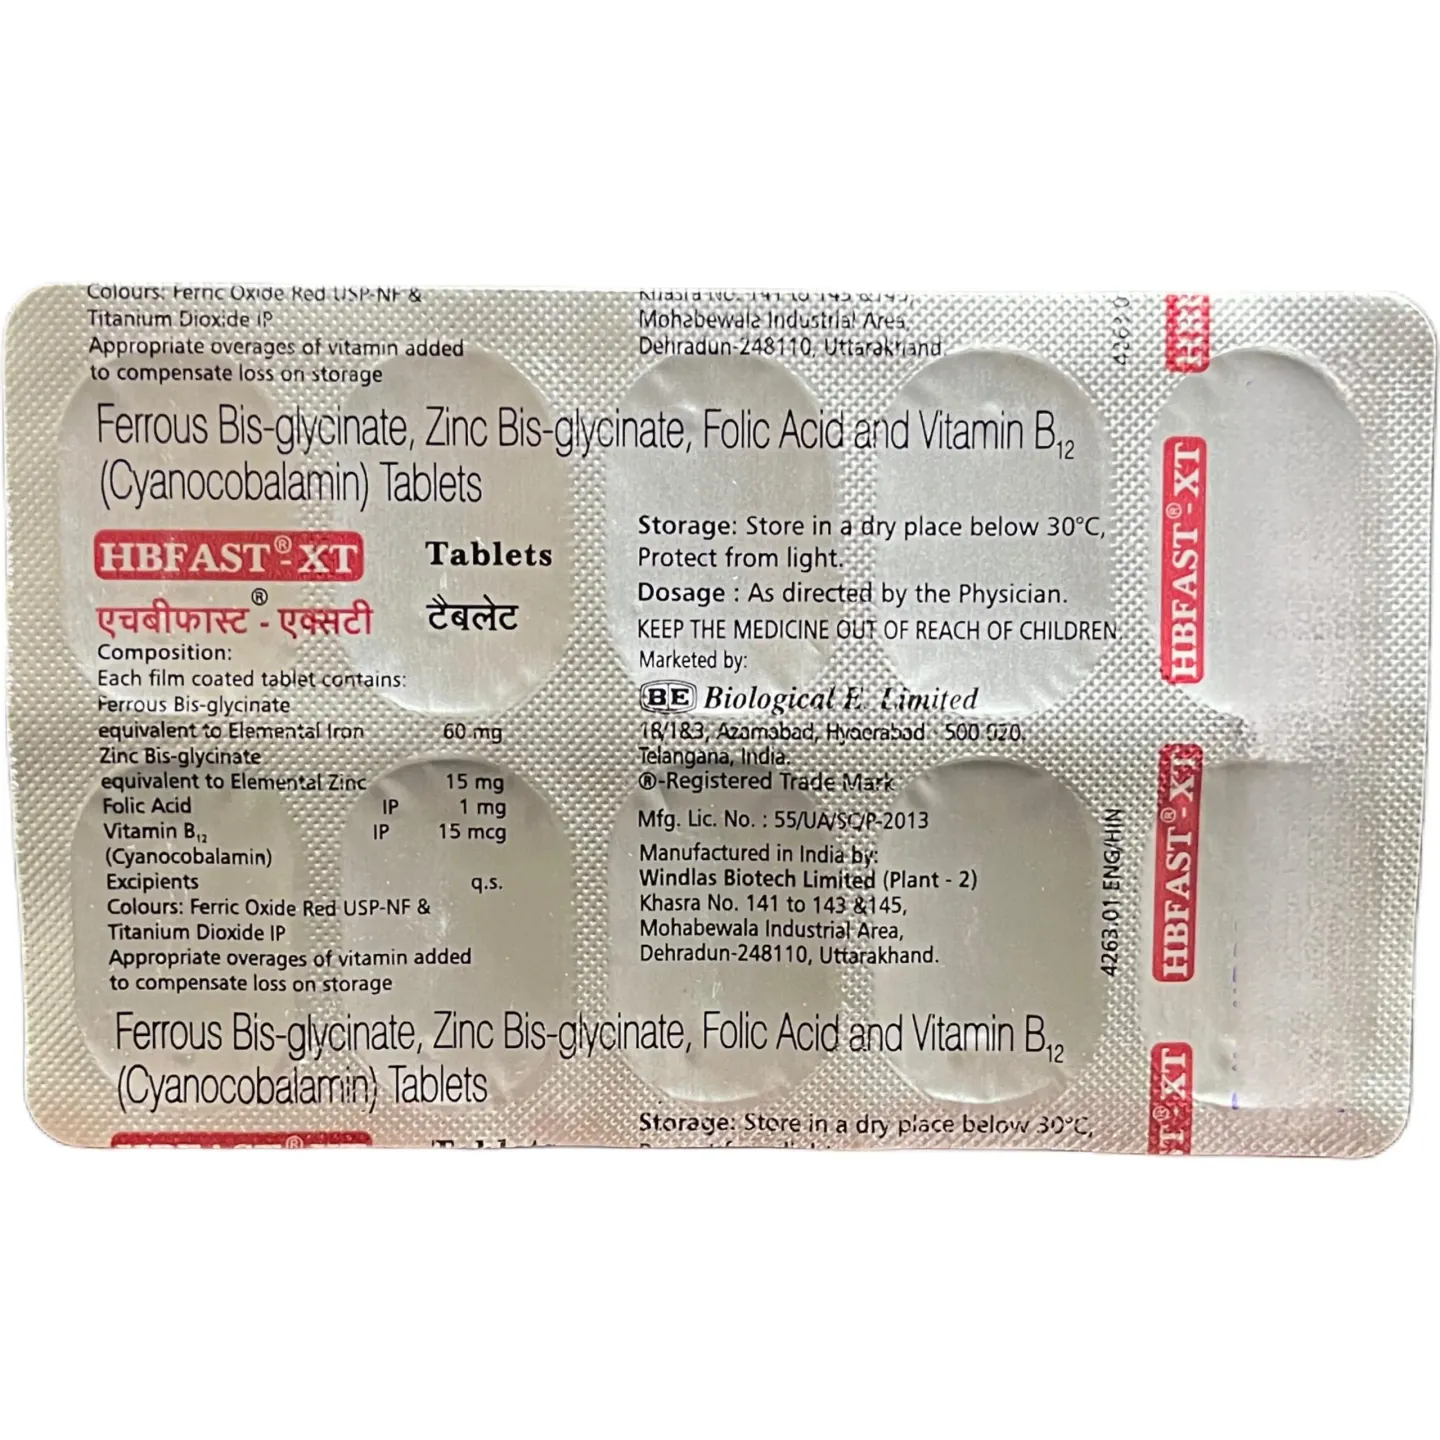 Colours: Ferric Oxide Red USP-NF &
Titanium Dioxide IP
Appropriate overages of vitamin added
to compensate loss on storage
Khasra No. 141 to 143 &145,
Mohabewala Industrial Area,
Dehradun-248110, Uttarakhand.
Ferrous Bis-glycinate, Zinc Bis-glycinate, Folic Acid and Vitamin B12
(Cyanocobalamin) Tablets
HBFAST®-XT Tablets
एचबीफास्ट® - एक्सटी टैबलेट
Composition:
Each film coated tablet contains:
Ferrous Bis-glycinate
equivalent to Elemental Iron 60 mg
Zinc Bis-glycinate
equivalent to Elemental Zinc 15 mg
Folic Acid IP 1 mg
Vitamin B12 IP 15 mcg
(Cyanocobalamin)
Excipients q.s.
Colours: Ferric Oxide Red USP-NF &
Titanium Dioxide IP
Appropriate overages of vitamin added
to compensate loss on storage
Storage: Store in a dry place below 30°C,
Protect from light.
Dosage : As directed by the Physician.
KEEP THE MEDICINE OUT OF REACH OF CHILDREN.
Marketed by:
BE Biological E. Limited
18/1&3, Azamabad, Hyderabad - 500 020,
Telangana, India.
®-Registered Trade Mark
Mfg. Lic. No. : 55/UA/SC/P-2013
Manufactured in India by:
Windlas Biotech Limited (Plant - 2)
Khasra No. 141 to 143 &145,
Mohabewala Industrial Area,
Dehradun-248110, Uttarakhand.
Ferrous Bis-glycinate, Zinc Bis-glycinate, Folic Acid and Vitamin B12
(Cyanocobalamin) Tablets
Storage: Store in a dry place below 30°C,
4263.0
4263.01 ENG/HIN
HB
HBFAST®-XT
HBFAST®-XT
T®-XT